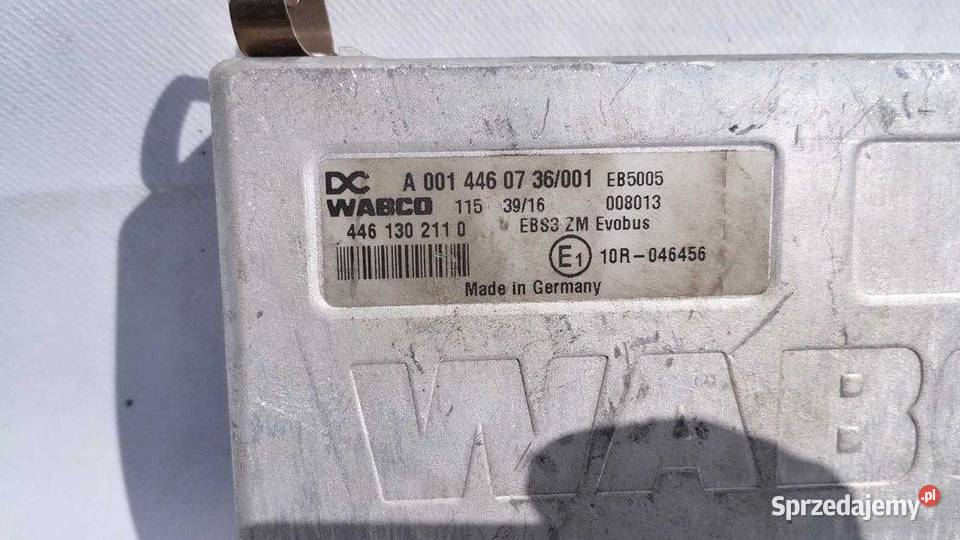 DC A 001 446 07 36/001 EB5005
WABCO 115 39/16 008013
446 130 211 0 EBS3 ZM Evobus
E1 10R-046456
Made in Germany
WAB
Sprzedajemy.pl